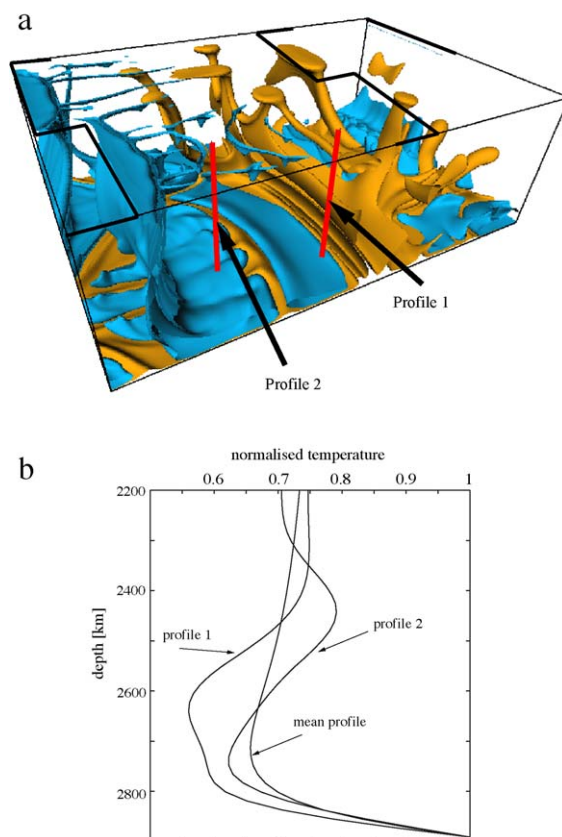 a
Profile 1
Profile 2
b
normalised temperature
0.6 0.7 0.8 0.9 1
2200
2400
2600
2800
depth [km]
profile 1
profile 2
mean profile